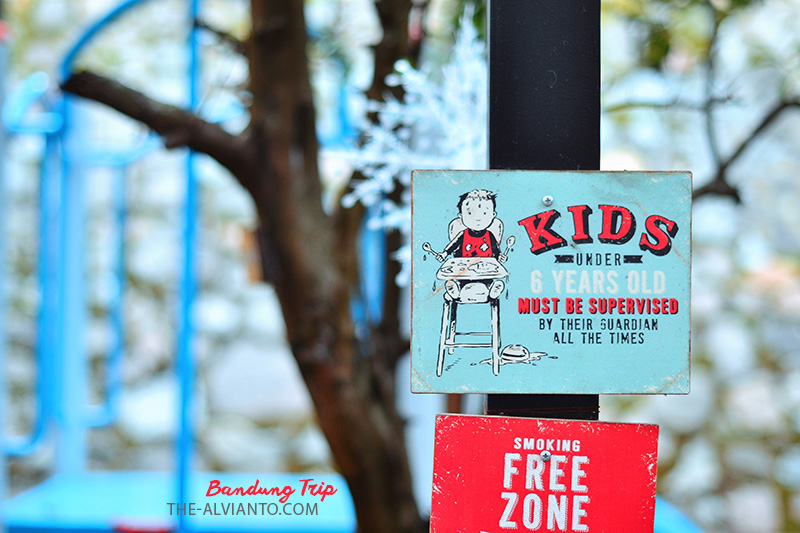 KIDS
UNDER
6 YEARS OLD
MUST BE SUPERVISED
BY THEIR GUARDIAN
ALL THE TIMES
SMOKING
FREE
ZONE
Bandung Trip
THE-ALVIANTO.COM